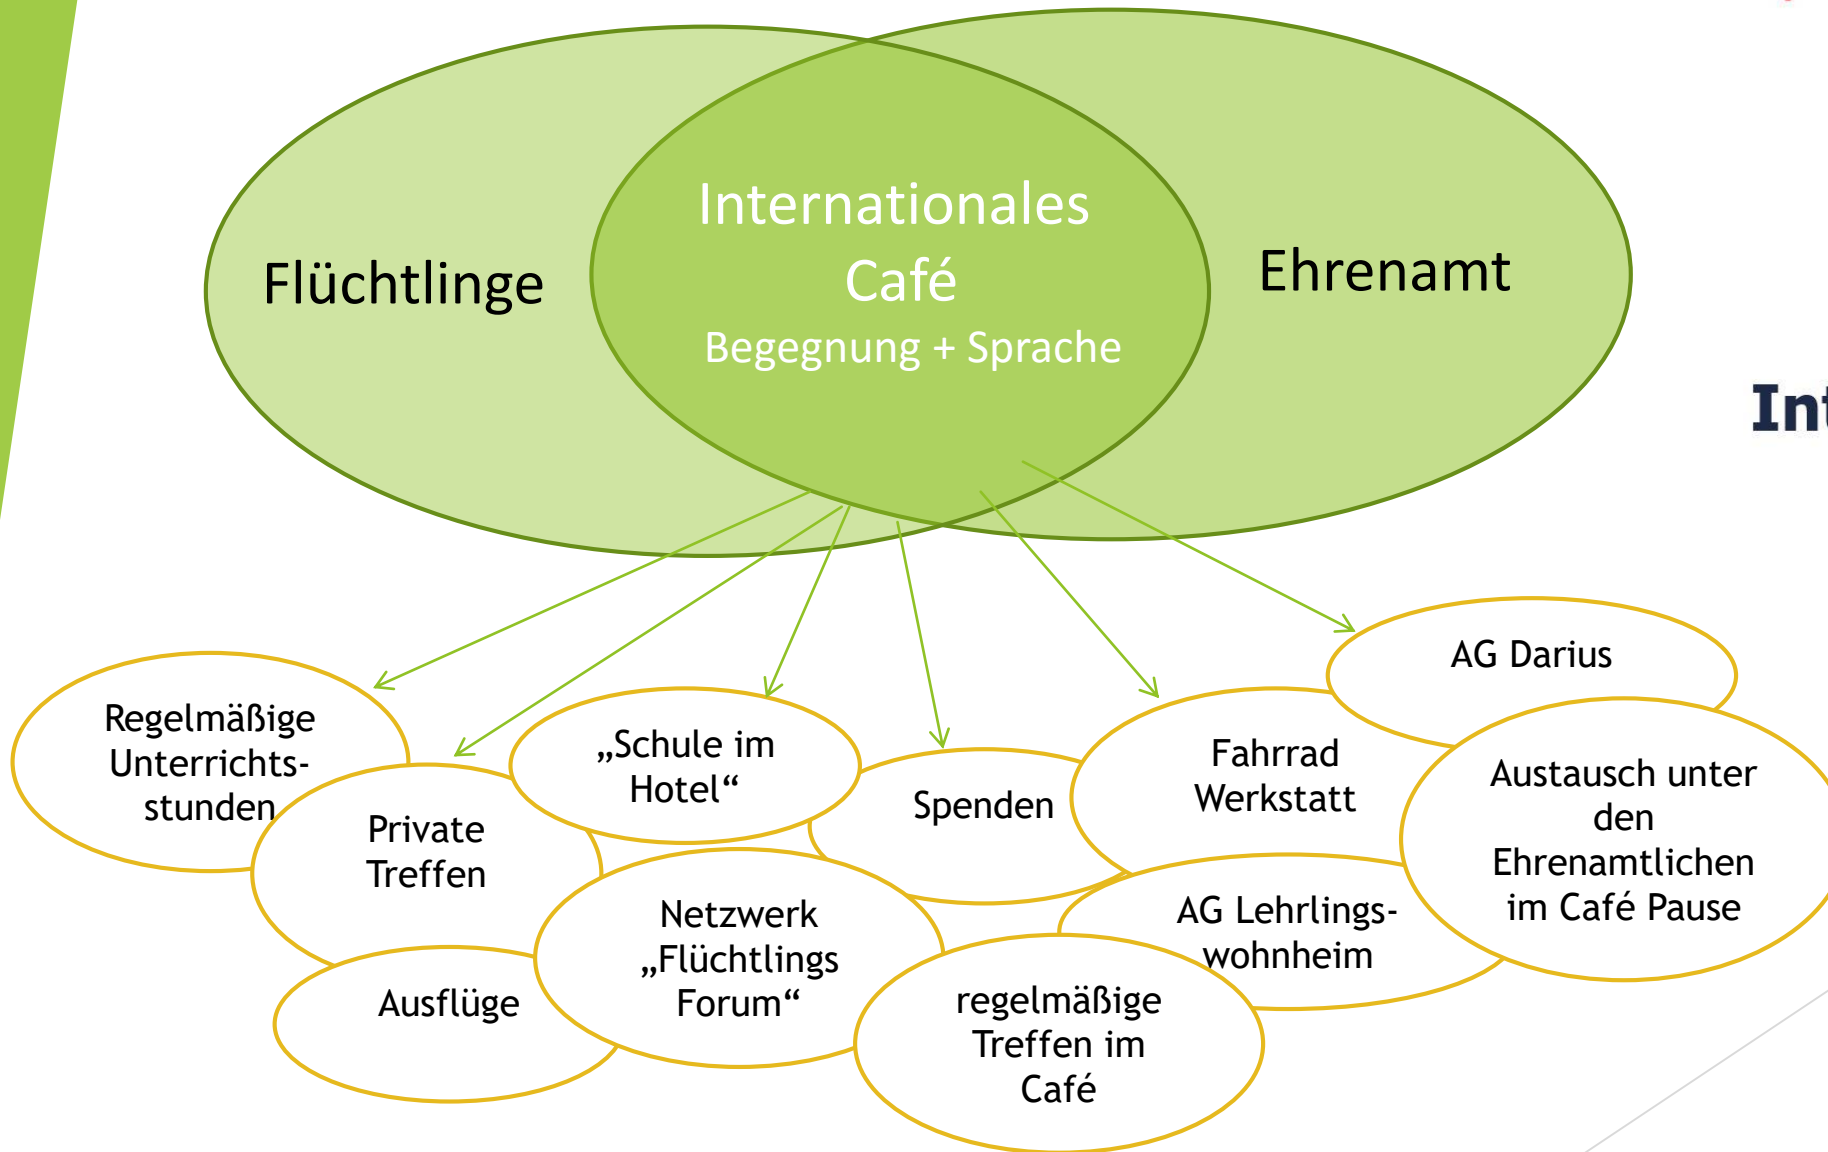 Flüchtlinge
Internationales
Café
Begegnung + Sprache
Ehrenamt
Int
Regelmäßige
Unterrichts-
stunden
Private
Treffen
„Schule im
Hotel“
Spenden
Fahrrad
Werkstatt
AG Darius
Austausch unter
den
Ehrenamtlichen
im Café Pause
Ausflüge
Netzwerk
„Flüchtlings
Forum“
regelmäßige
Treffen im
Café
AG Lehrlings-
wohnheim